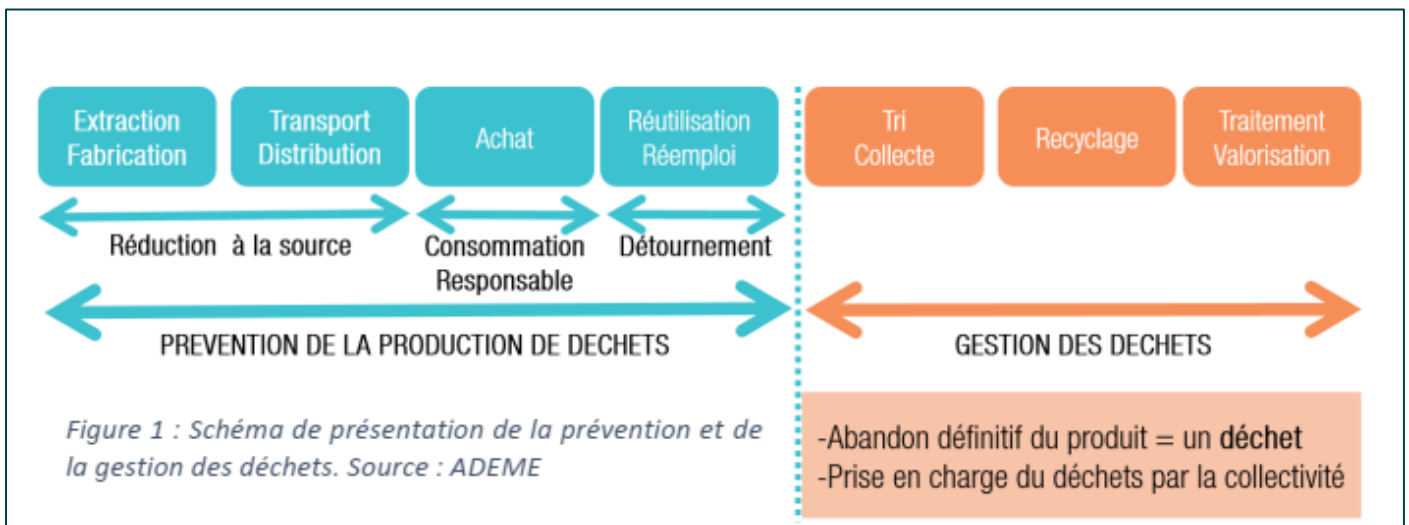 Extraction
Fabrication
Transport
Distribution
Achat
Réutilisation
Réemploi
Tri
Collecte
Recyclage
Traitement
Valorisation
Réduction à la source
Consommation
Responsable
Détournement
PREVENTION DE LA PRODUCTION DE DECHETS
GESTION DES DECHETS
Figure 1 : Schéma de présentation de la prévention et de
la gestion des déchets. Source : ADEME
-Abandon définitif du produit = un déchet
-Prise en charge du déchets par la collectivité